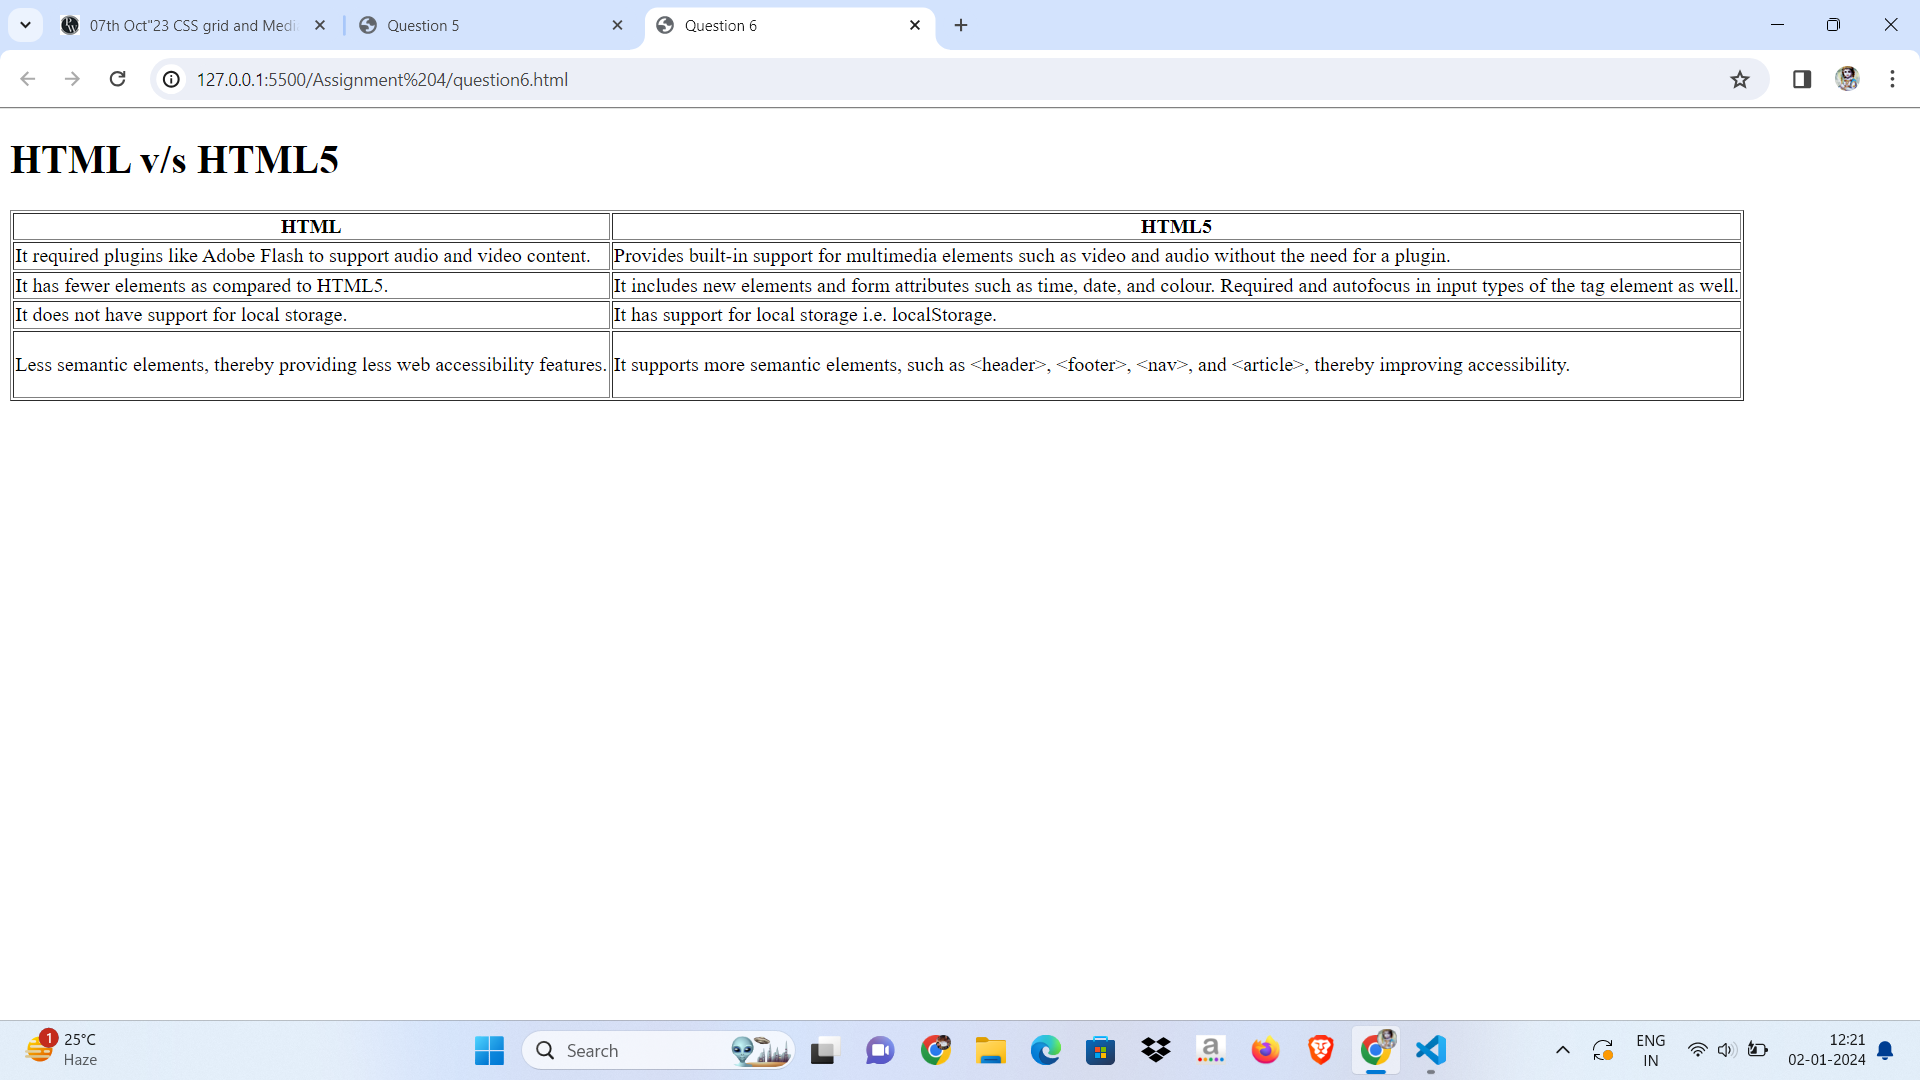 07th Oct"23 CSS grid and Medi
Question 5
Question 6
127.0.0.1:5500/Assignment%204/question6.html
HTML v/s HTML5
HTML HTML5
It required plugins like Adobe Flash to support audio and video content. Provides built-in support for multimedia elements such as video and audio without the need for a plugin.
It has fewer elements as compared to HTML5. It includes new elements and form attributes such as time, date, and colour. Required and autofocus in input types of the tag element as well.
It does not have support for local storage. It has support for local storage i.e. localStorage.
Less semantic elements, thereby providing less web accessibility features. It supports more semantic elements, such as <header>, <footer>, <nav>, and <article>, thereby improving accessibility.
1
25°C
Haze
Search
a
ENG
IN
12:21
02-01-2024